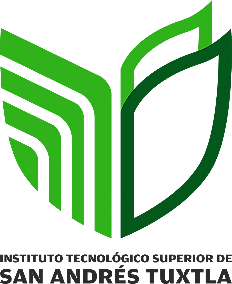 INSTITUTO TECNOLÓGICO SUPERIOR DE
SAN ANDRÉS TUXTLA